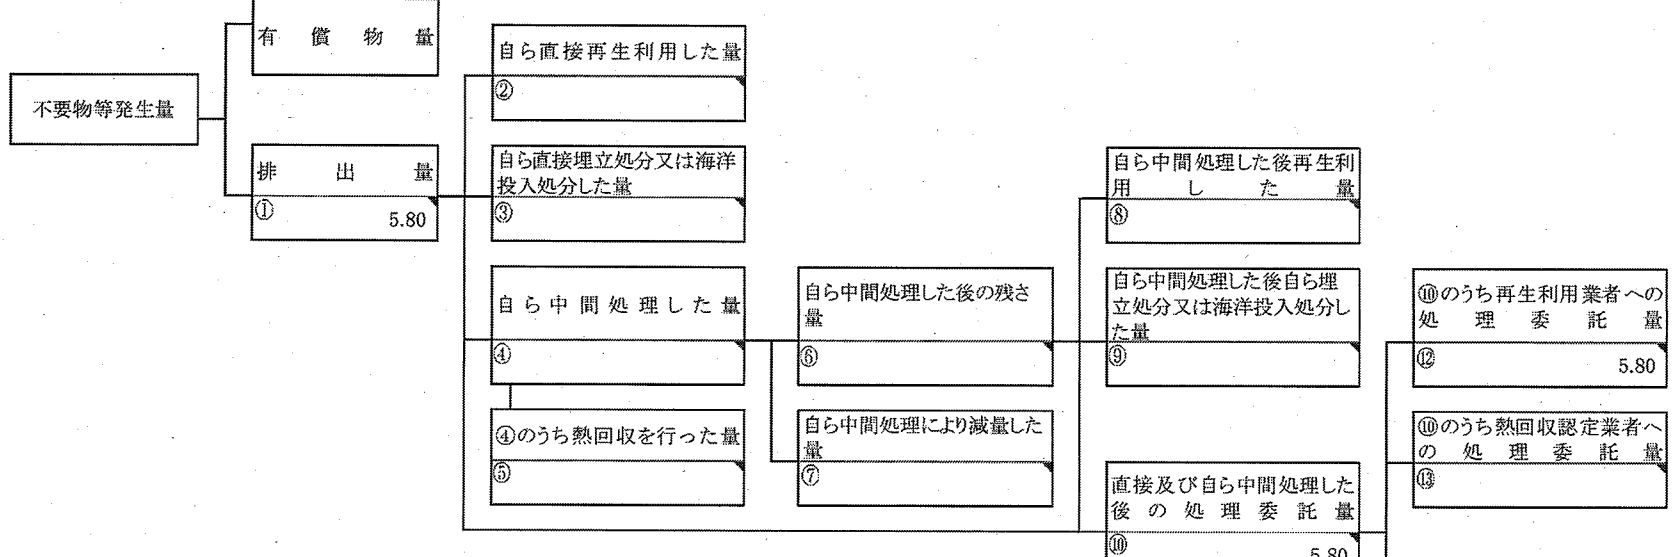 有償物量
不要物等発生量
排出量
①
5.80
自ら直接再生利用した量
②
自ら直接埋立処分又は海洋
投入処分した量
③
自ら中間処理した量
④
④のうち熱回収を行った量
⑤
自ら中間処理した後の残さ
量
⑥
自ら中間処理により減量した
量
⑦
自ら中間処理した後再生利
用した量
⑧
自ら中間処理した後自ら埋
立処分又は海洋投入処分し
た量
⑨
直接及び自ら中間処理した
後の処理委託量
⑩
5.80
⑩のうち再生利用業者への
処理委託量
⑫
5.80
⑩のうち熱回収認定業者へ
の処理委託量
⑬